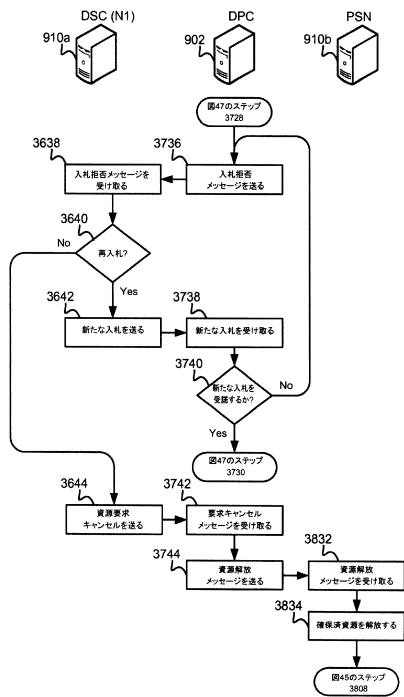 DSC (N1)
DPC
PSN
910a
902
910b
図47のステップ
3728
3638
3736
入札拒否メッセージを
受け取る
入札拒否
メッセージを送る
3640
No
再入札?
Yes
3642
3738
新たな入札を送る
新たな入札を受け取る
3740
新たな入札を
受諾するか?
No
Yes
図47のステップ
3730
3644
3742
資源要求
キャンセルを送る
要求キャンセル
メッセージを受け取る
3744
3832
資源解放
メッセージを送る
資源解放
メッセージを受け取る
3834
確保済資源を解放する
図45のステップ
3808